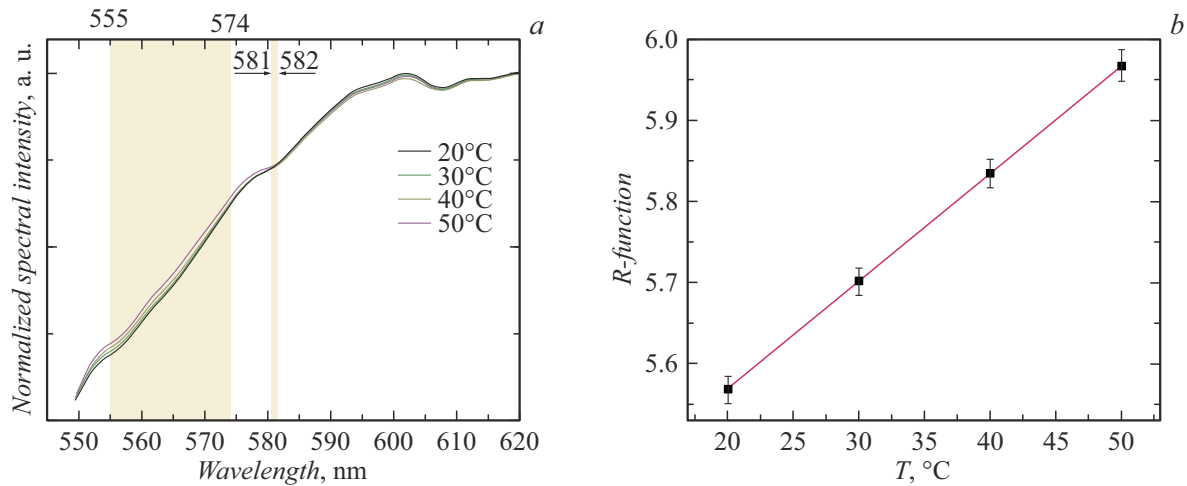 555
574
a
581
582
Normalized spectral intensity, a. u.
20°C
30°C
40°C
50°C
550
560
570
580
590
600
610
620
Wavelength, nm
b
6.0
5.9
5.8
5.7
5.6
R-function
20
25
30
35
40
45
50
T, °C